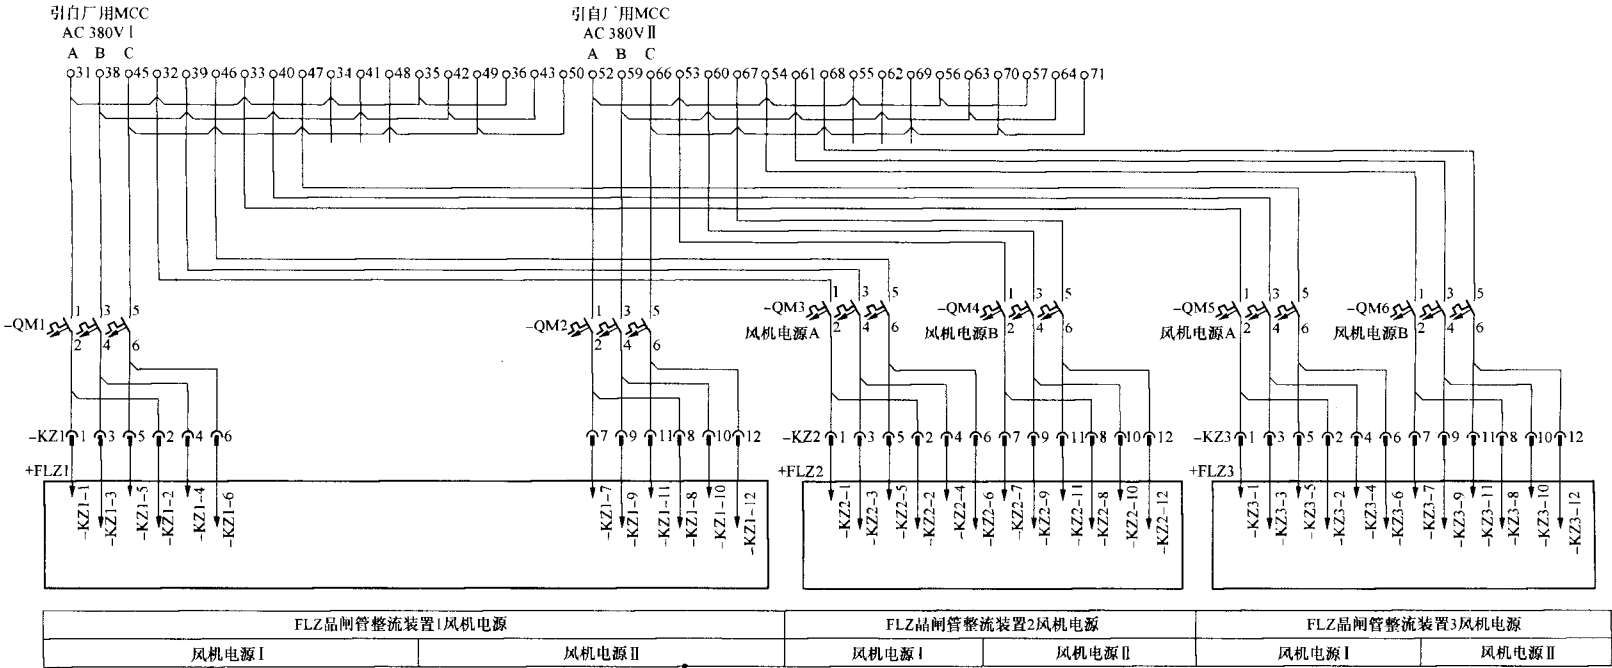 引自厂用MCC
AC 380V Ⅰ
A B C
引自厂用MCC
AC 380V Ⅱ
A B C
31 38 45 32 39 46 33 40 47 34 41 48 35 42 49 36 43 50 52 59 66 53 60 67 54 61 68 55 62 69 56 63 70 57 64 71
-QM1 1 3 5
2 4 6
-QM2 1 3 5
2 4 6
-QM3 1 3 5
风机电源A 2 4 6
-QM4 1 3 5
风机电源B 2 4 6
-QM5 1 3 5
风机电源A 2 4 6
-QM6 1 3 5
风机电源B 2 4 6
-KZ1 1 3 5 2 4 6 7 9 11 8 10 12
-KZ2 1 3 5 2 4 6 7 9 11 8 10 12
-KZ3 1 3 5 2 4 6 7 9 11 8 10 12
+FLZ1
-KZ1-1
-KZ1-3
-KZ1-5
-KZ1-2
-KZ1-4
-KZ1-6
-KZ1-7
-KZ1-9
-KZ1-11
-KZ1-8
-KZ1-10
-KZ1-12
+FLZ2
-KZ2-1
-KZ2-3
-KZ2-5
-KZ2-2
-KZ2-4
-KZ2-6
-KZ2-7
-KZ2-9
-KZ2-11
-KZ2-8
-KZ2-10
-KZ2-12
+FLZ3
-KZ3-1
-KZ3-3
-KZ3-5
-KZ3-2
-KZ3-4
-KZ3-6
-KZ3-7
-KZ3-9
-KZ3-11
-KZ3-8
-KZ3-10
-KZ3-12
FLZ晶闸管整流装置1风机电源 FLZ晶闸管整流装置2风机电源 FLZ晶闸管整流装置3风机电源
风机电源Ⅰ 风机电源Ⅱ 风机电源Ⅰ 风机电源Ⅱ 风机电源Ⅰ 风机电源Ⅱ